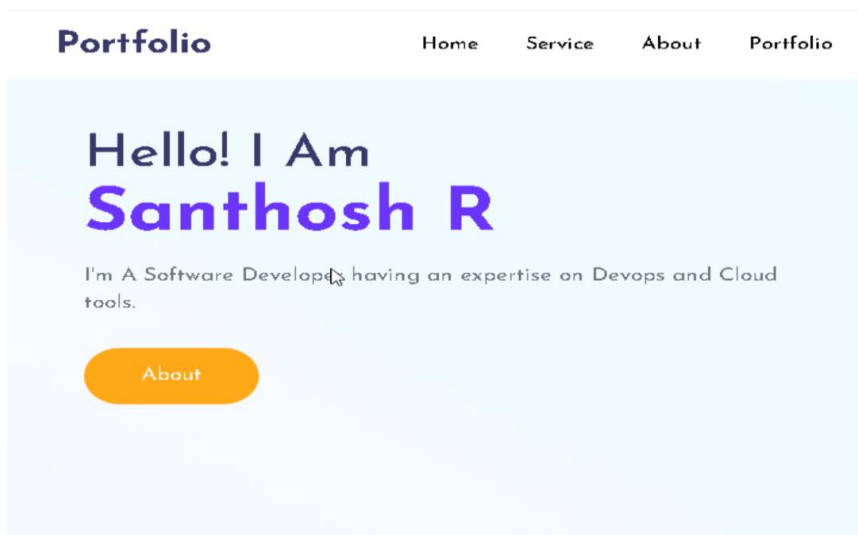 Portfolio
Home Service About Portfolio
Hello! I Am
Santhosh R
I'm A Software Developer having an expertise on Devops and Cloud
tools.
About